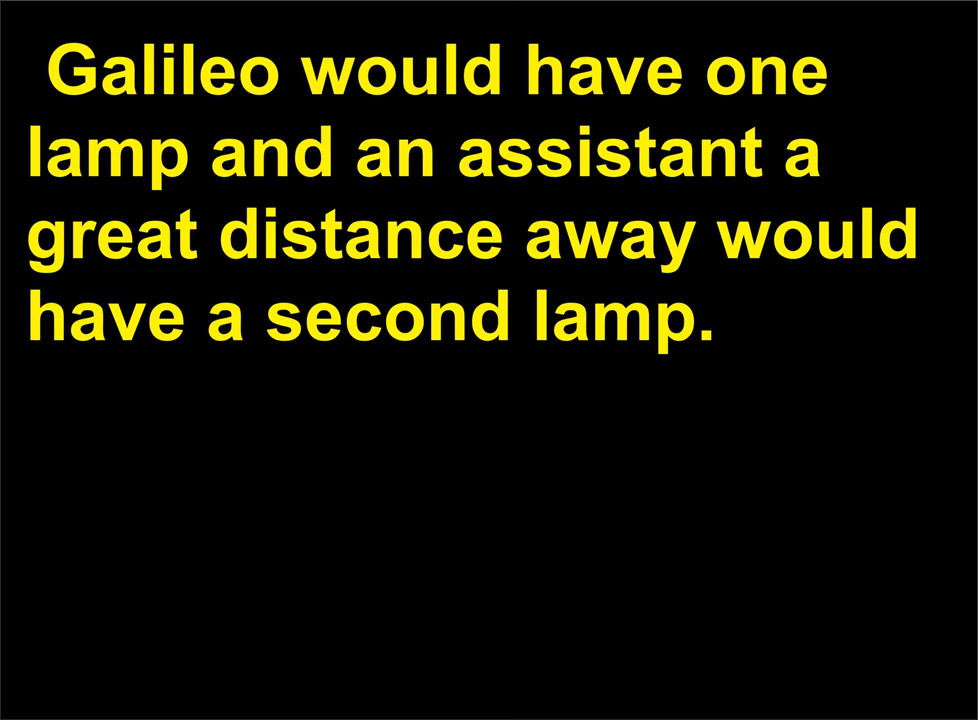 Galileo would have one
lamp and an assistant a
great distance away would
have a second lamp.